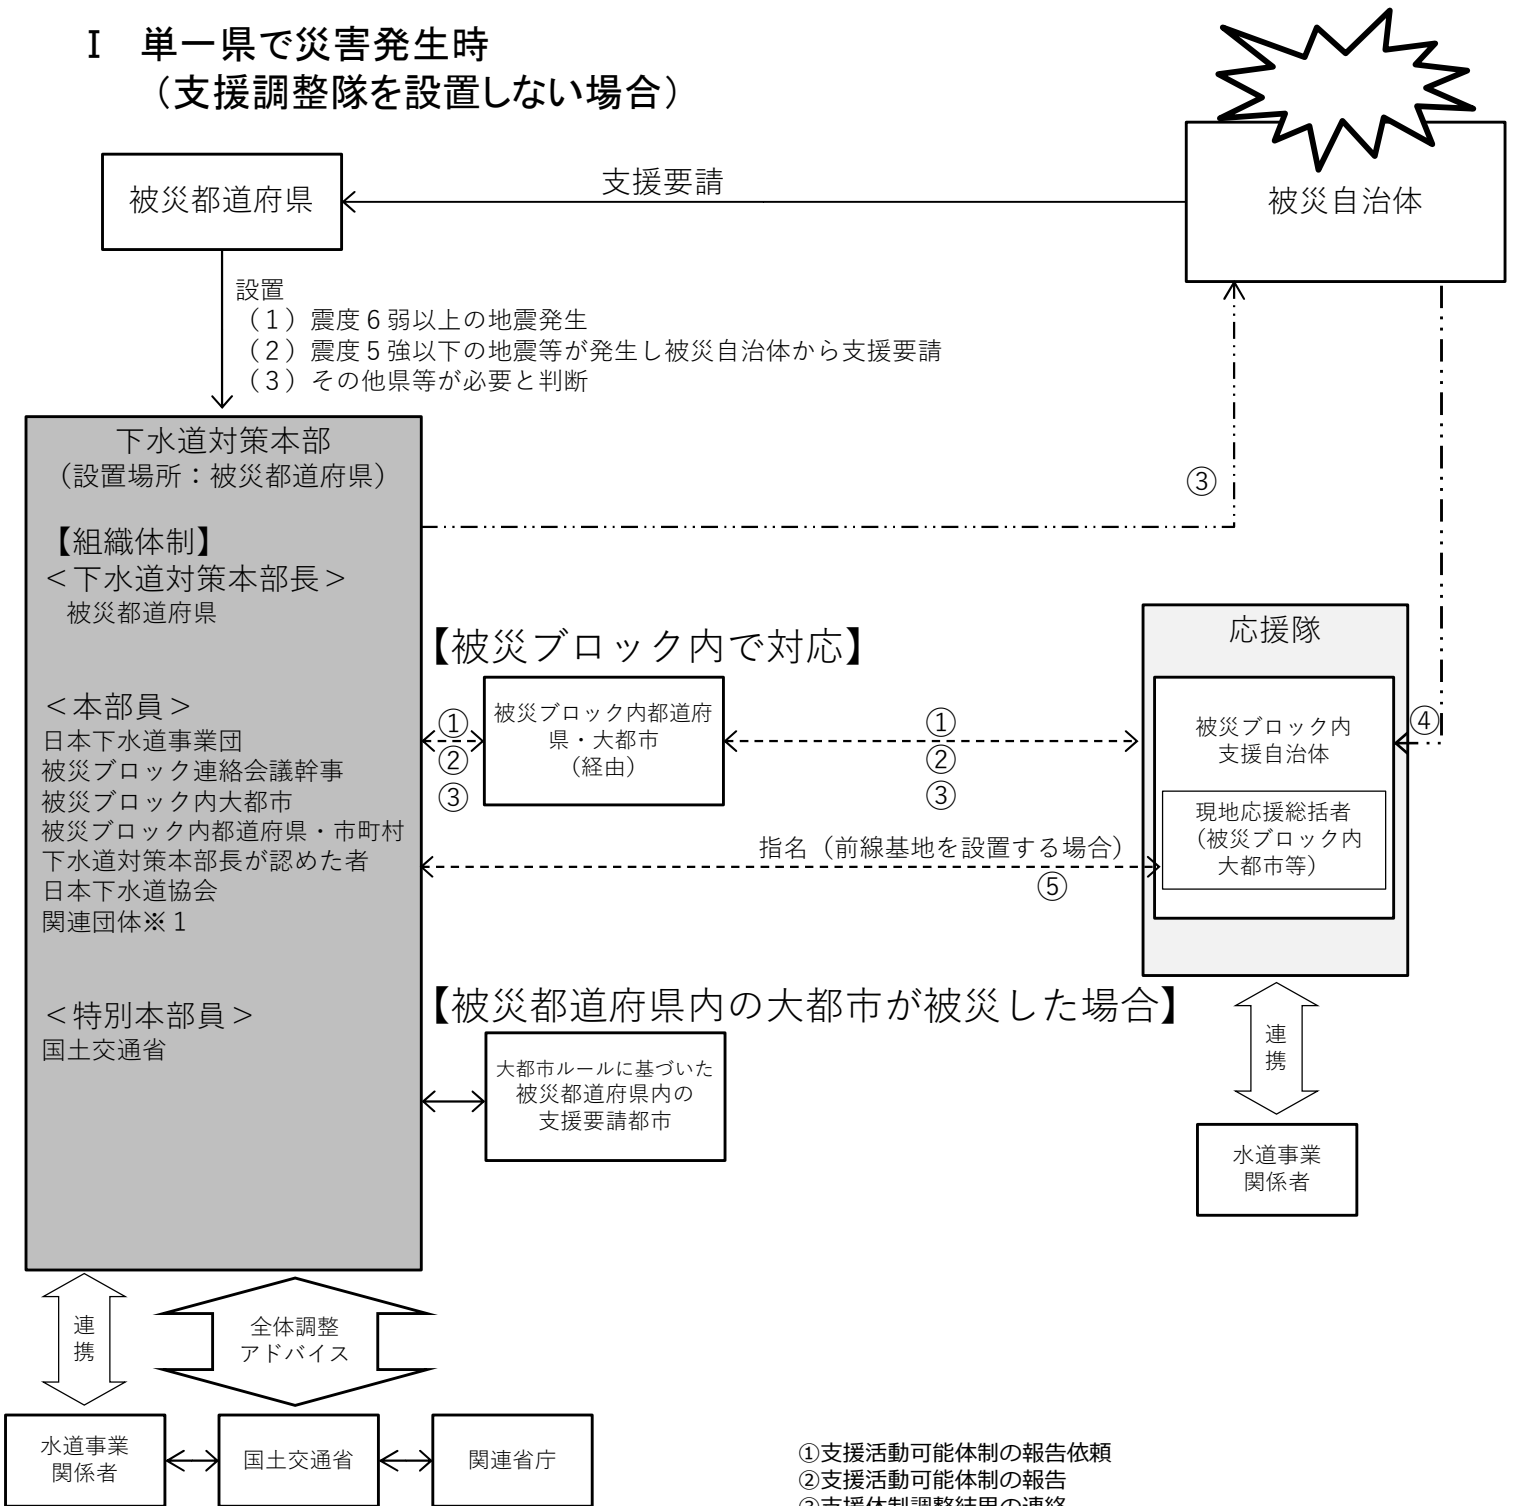 Ⅰ　単一県で災害発生時
（支援調整隊を設置しない場合）
被災都道府県
支援要請
被災自治体
設置
（１）震度６弱以上の地震発生
（２）震度５強以下の地震等が発生し被災自治体から支援要請
（３）その他県等が必要と判断
下水道対策本部
（設置場所：被災都道府県）
【組織体制】
＜下水道対策本部長＞
被災都道府県
＜本部員＞
日本下水道事業団
被災ブロック連絡会議幹事
被災ブロック内大都市
被災ブロック内都道府県・市町村
下水道対策本部長が認めた者
日本下水道協会
関連団体※１
＜特別本部員＞
国土交通省
③
【被災ブロック内で対応】
①
②
③
被災ブロック内都道府
県・大都市
（経由）
①
②
③
応援隊
被災ブロック内
支援自治体
④
現地応援総括者
（被災ブロック内
大都市等）
指名（前線基地を設置する場合）
⑤
【被災都道府県内の大都市が被災した場合】
大都市ルールに基づいた
被災都道府県内の
支援要請都市
連
携
水道事業
関係者
連
携
全体調整
アドバイス
水道事業
関係者
国土交通省
関連省庁
①支援活動可能体制の報告依頼
②支援活動可能体制の報告
③支援体制調整結果の連絡